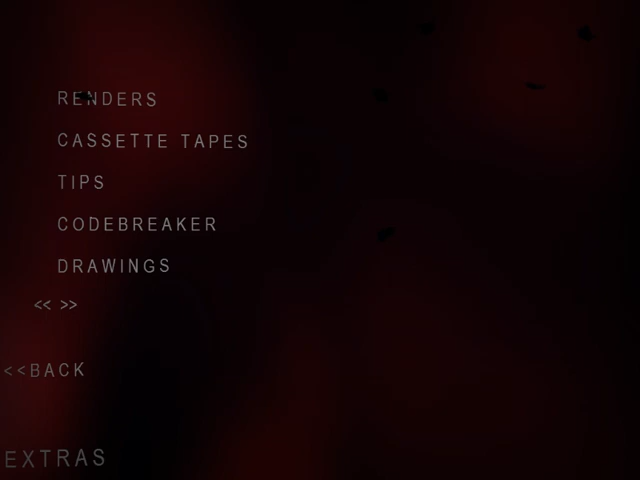 RENDERS
CASSETTE TAPES
TIPS
CODEBREAKER
DRAWINGS
<< >>
<<BACK
EXTRAS